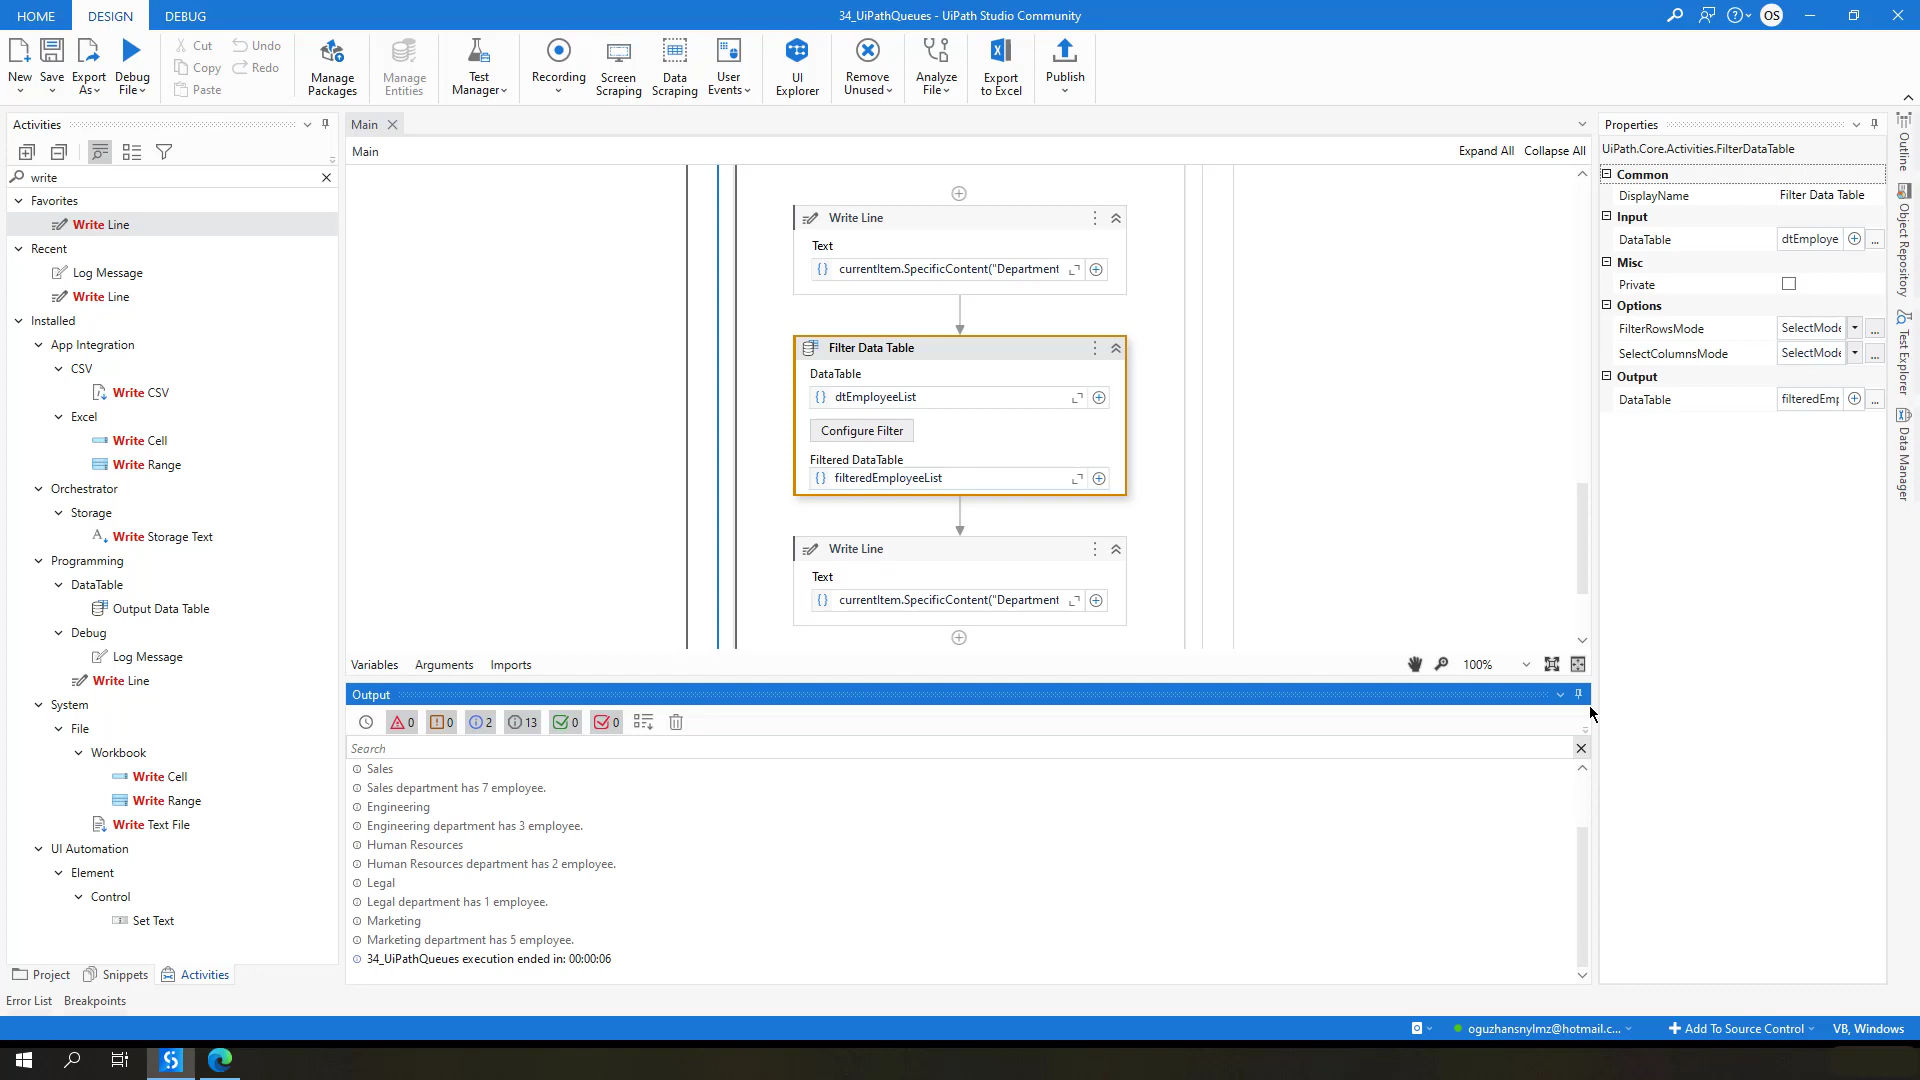 HOME DESIGN DEBUG
34_UiPathQueues - UiPath Studio Community
OS
New
Save
Export As
Debug File
Cut
Copy
Paste
Undo
Redo
Manage Packages
Manage Entities
Test Manager
Recording
Screen Scraping
Data Scraping
User Events
UI Explorer
Remove Unused
Analyze File
Export to Excel
Publish
Activities
write
Favorites
Write Line
Recent
Log Message
Write Line
Installed
App Integration
CSV
Write CSV
Excel
Write Cell
Write Range
Orchestrator
Storage
Write Storage Text
Programming
DataTable
Output Data Table
Debug
Log Message
Write Line
System
File
Workbook
Write Cell
Write Range
Write Text File
UI Automation
Element
Control
Set Text
Project Snippets Activities
Error List Breakpoints
Main
Main
Expand All Collapse All
Write Line
Text
currentItem.SpecificContent("Department
Filter Data Table
DataTable
dtEmployeeList
Configure Filter
Filtered DataTable
filteredEmployeeList
Write Line
Text
currentItem.SpecificContent("Department
Variables Arguments Imports
100%
Output
0 0 2 13 0 0
Search
Sales
Sales department has 7 employee.
Engineering
Engineering department has 3 employee.
Human Resources
Human Resources department has 2 employee.
Legal
Legal department has 1 employee.
Marketing
Marketing department has 5 employee.
34_UiPathQueues execution ended in: 00:00:06
Properties
UiPath.Core.Activities.FilterDataTable
Common
DisplayName Filter Data Table
Input
DataTable dtEmploye ...
Misc
Private
Options
FilterRowsMode SelectMode ...
SelectColumnsMode SelectMode ...
Output
DataTable filteredEmp ...
Outline
Object Repository
Test Explorer
Data Manager
oguzhansnylmz@hotmail.c...
Add To Source Control
VB, Windows